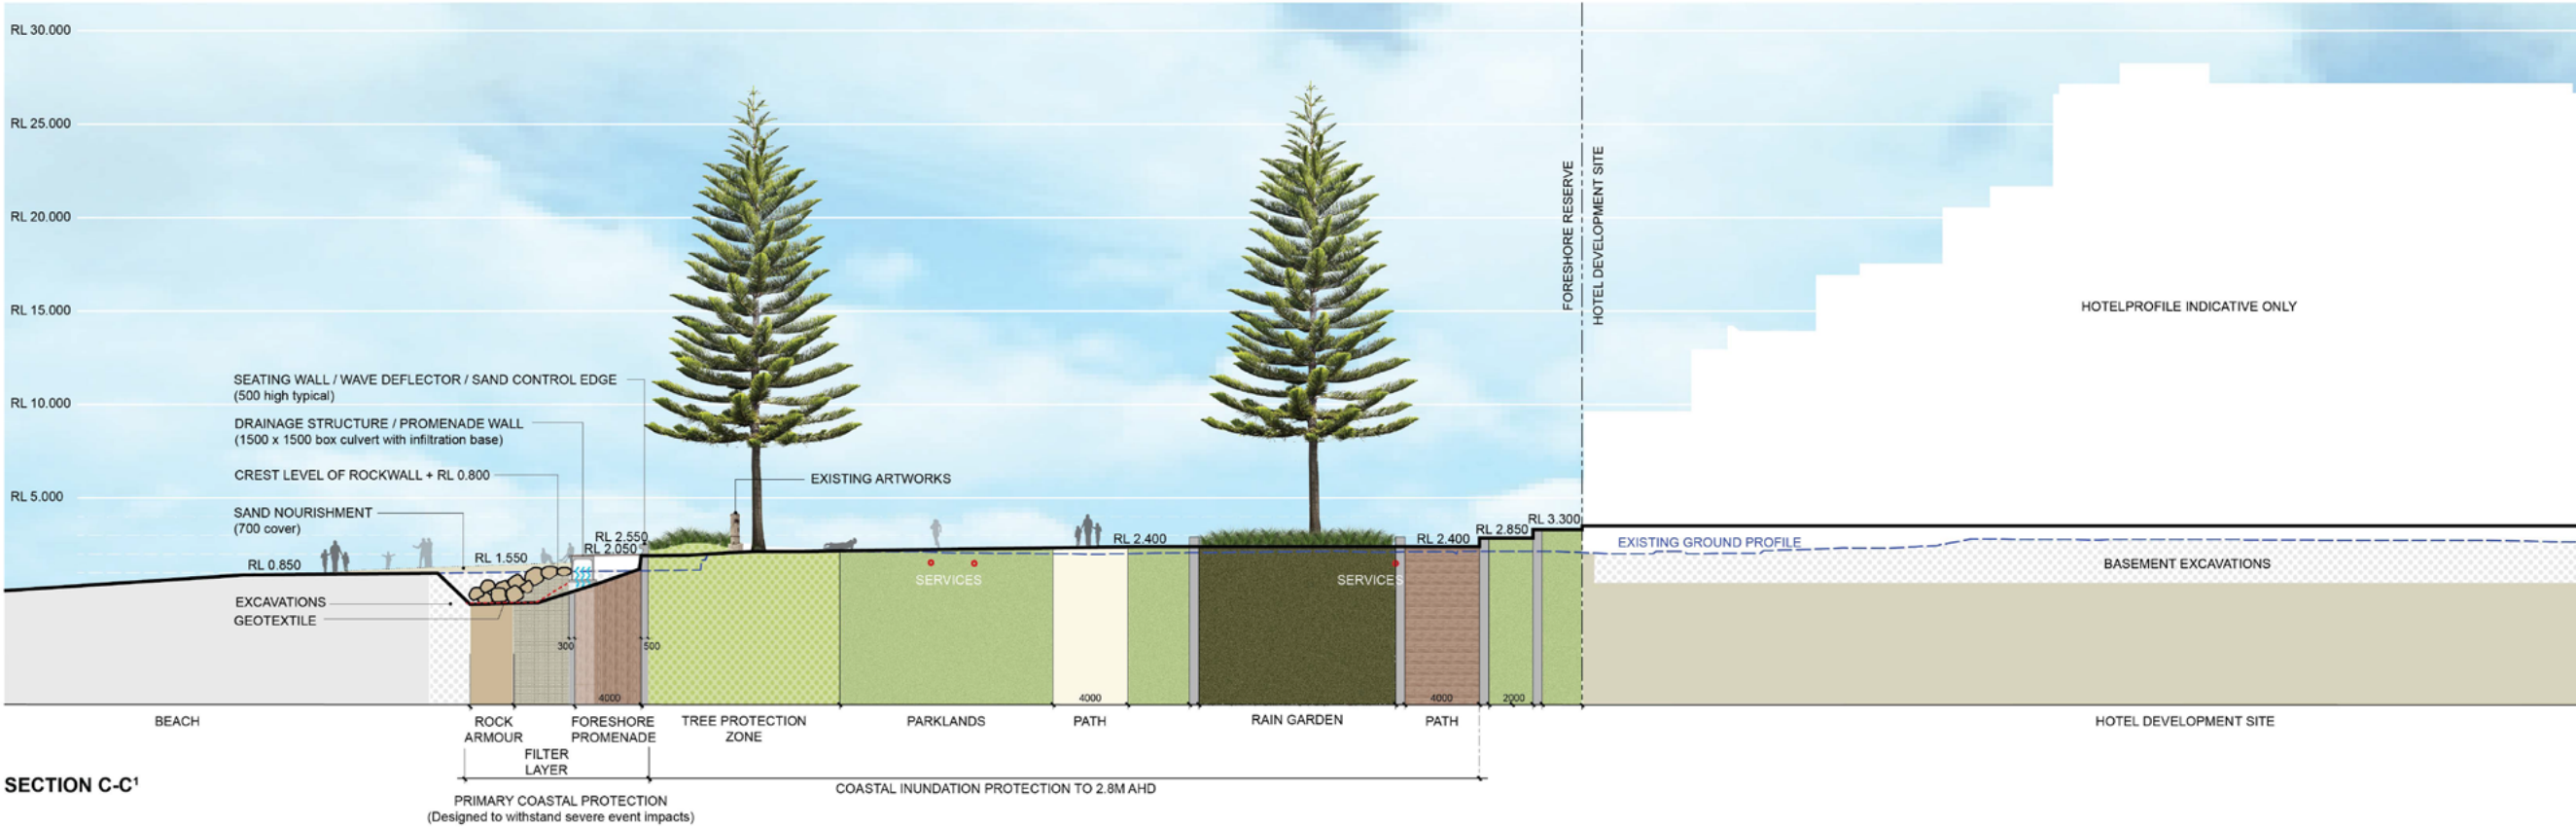 RL 30.000
RL 25.000
RL 20.000
RL 15.000
RL 10.000
RL 5.000
FORESHORE RESERVE
HOTEL DEVELOPMENT SITE
HOTELPROFILE INDICATIVE ONLY
SEATING WALL / WAVE DEFLECTOR / SAND CONTROL EDGE
(500 high typical)
DRAINAGE STRUCTURE / PROMENADE WALL
(1500 x 1500 box culvert with infiltration base)
CREST LEVEL OF ROCKWALL + RL 0.800
SAND NOURISHMENT
(700 cover)
EXISTING ARTWORKS
RL 0.850
RL 1.550
RL 2.550
RL 2.050
RL 2.400
RL 2.400
RL 2.850
RL 3.300
EXISTING GROUND PROFILE
BASEMENT EXCAVATIONS
SERVICES
SERVICES
EXCAVATIONS
GEOTEXTILE
300
500
4000
4000
4000
2000
BEACH
ROCK
ARMOUR
FILTER
LAYER
FORESHORE
PROMENADE
TREE PROTECTION
ZONE
PARKLANDS
PATH
RAIN GARDEN
PATH
HOTEL DEVELOPMENT SITE
SECTION C-C¹
PRIMARY COASTAL PROTECTION
(Designed to withstand severe event impacts)
COASTAL INUNDATION PROTECTION TO 2.8M AHD